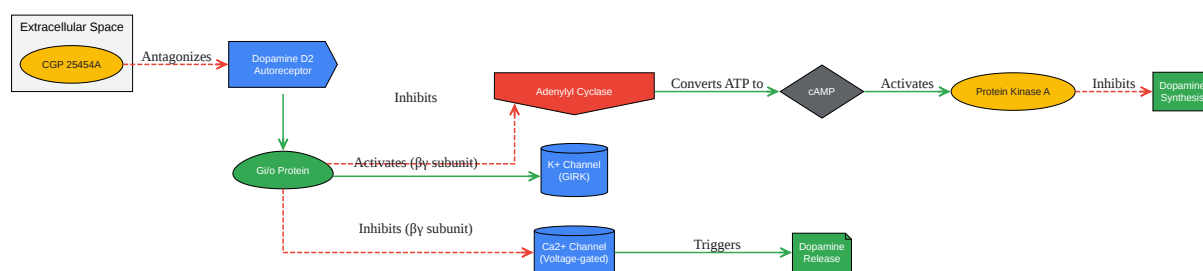 Extracellular Space
CGP 25454A
Antagonizes
Dopamine D2
Autoreceptor
Inhibits
Adenylyl Cyclase
Converts ATP to
cAMP
Activates
Protein Kinase A
Inhibits
Dopamine
Synthesis
Gi/o Protein
Activates (βγ subunit)
K+ Channel
(GIRK)
Inhibits (βγ subunit)
Ca2+ Channel
(Voltage-gated)
Triggers
Dopamine
Release